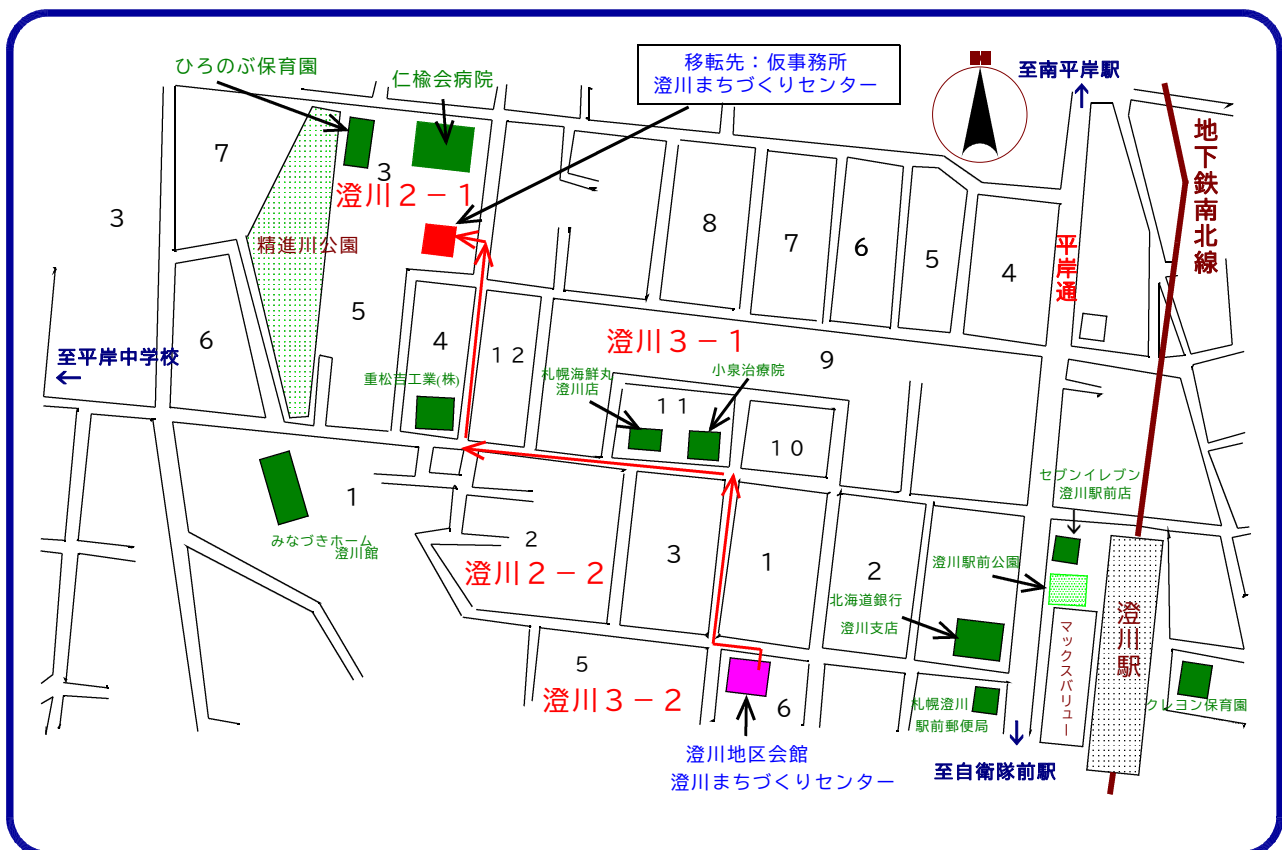 移転先：仮事務所
澄川まちづくりセンター
ひろのぶ保育園
仁楡会病院
至南平岸駅
地下鉄南北線
7
3
澄川２－１
3
精進川公園
8
7
6
5
4
平岸通
5
6
4
１２
澄川３－１
9
至平岸中学校
重松吉工業(株)
札幌海鮮丸
澄川店
小泉治療院
１１
１０
セブンイレブン
澄川駅前店
1
みなづきホーム
澄川館
2
澄川２－２
3
1
2
澄川駅前公園
北海道銀行
澄川支店
マックスバリュー
澄川駅
5
澄川３－２
6
札幌澄川
駅前郵便局
クレヨン保育園
澄川地区会館
澄川まちづくりセンター
至自衛隊前駅